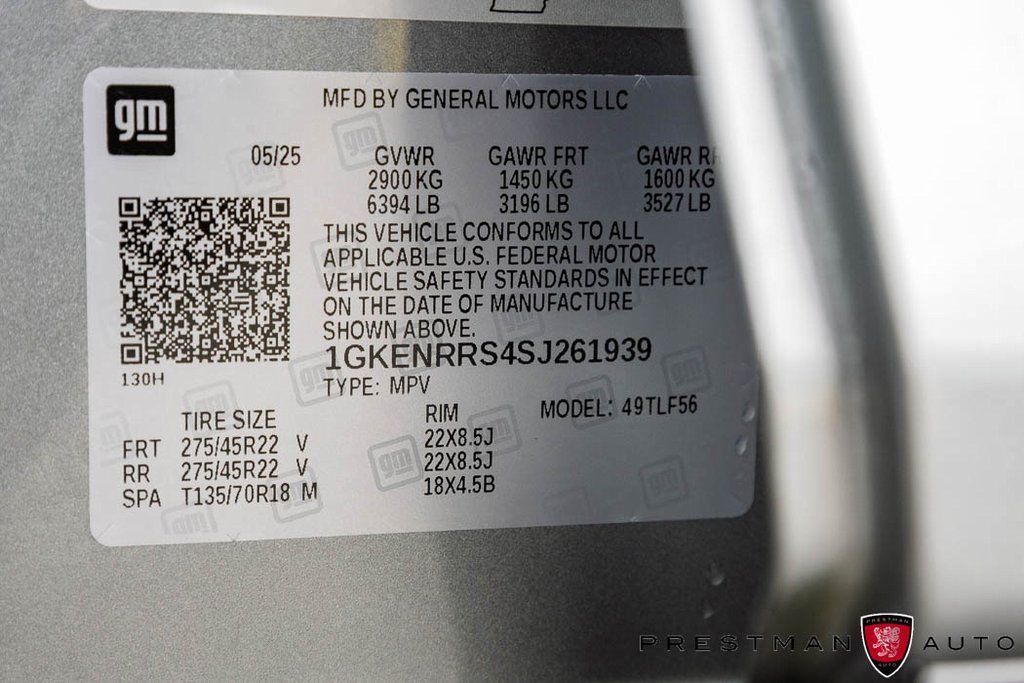 gm
MFD BY GENERAL MOTORS LLC
05/25 GVWR GAWR FRT GAWR
2900 KG 1450 KG 1600 KG
6394 LB 3196 LB 3527 LB
THIS VEHICLE CONFORMS TO ALL
APPLICABLE U.S. FEDERAL MOTOR
VEHICLE SAFETY STANDARDS IN EFFECT
ON THE DATE OF MANUFACTURE
SHOWN ABOVE.
1GKENRRS4SJ261939
130H
TYPE: MPV
TIRE SIZE RIM MODEL: 49TLF56
FRT 275/45R22 V 22X8.5J
RR 275/45R22 V 22X8.5J
SPA T135/70R18 M 18X4.5B
PRESTMAN AUTO
PRESTMAN
AUTO